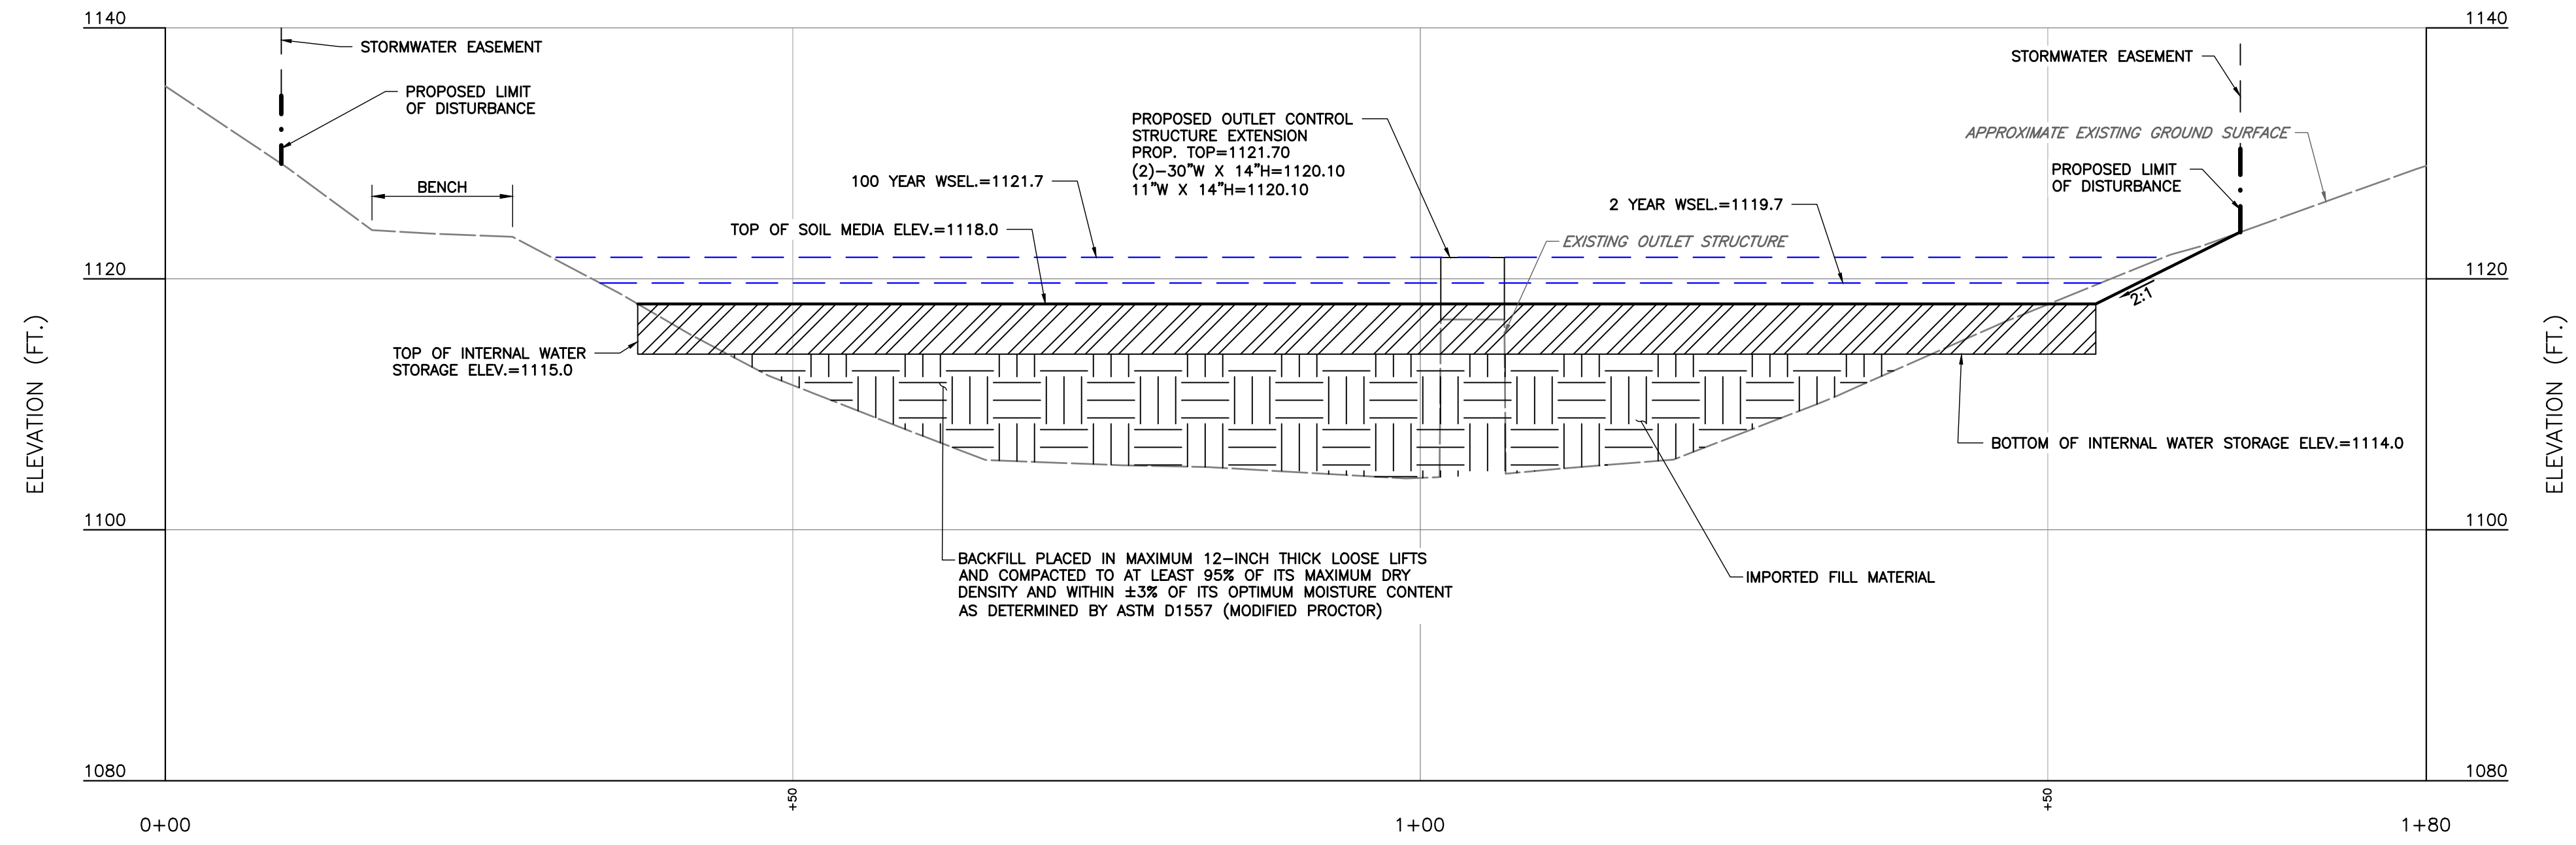 1140
1140
STORMWATER EASEMENT
STORMWATER EASEMENT
PROPOSED LIMIT
OF DISTURBANCE
PROPOSED OUTLET CONTROL
STRUCTURE EXTENSION
PROP. TOP=1121.70
(2)-30"W X 14"H=1120.10
11"W X 14"H=1120.10
APPROXIMATE EXISTING GROUND SURFACE
PROPOSED LIMIT
OF DISTURBANCE
BENCH
100 YEAR WSEL.=1121.7
2 YEAR WSEL.=1119.7
TOP OF SOIL MEDIA ELEV.=1118.0
EXISTING OUTLET STRUCTURE
1120
1120
2:1
TOP OF INTERNAL WATER
STORAGE ELEV.=1115.0
ELEVATION (FT.)
ELEVATION (FT.)
BOTTOM OF INTERNAL WATER STORAGE ELEV.=1114.0
1100
1100
BACKFILL PLACED IN MAXIMUM 12-INCH THICK LOOSE LIFTS
AND COMPACTED TO AT LEAST 95% OF ITS MAXIMUM DRY
DENSITY AND WITHIN ±3% OF ITS OPTIMUM MOISTURE CONTENT
AS DETERMINED BY ASTM D1557 (MODIFIED PROCTOR)
IMPORTED FILL MATERIAL
1080
1080
+50
+50
0+00
1+00
1+80